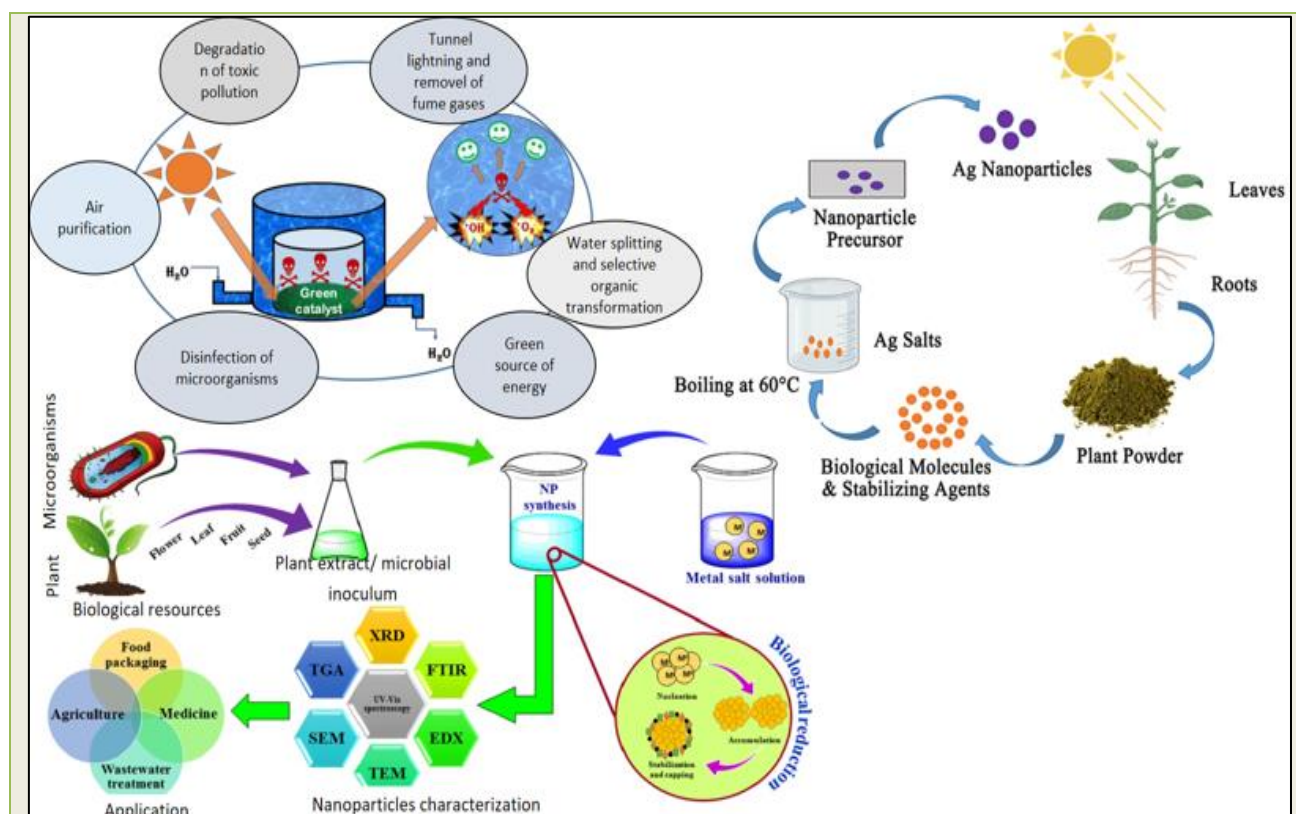 Degradatio
n of toxic
pollution
Tunnel
lightning and
removel of
fume gases
Air
purification
H₂O
Green
catalyst
•OH
•O₂
Water splitting
and selective
organic
transformation
H₂O
Disinfection of
microorganisms
Green
source of
energy
Ag Nanoparticles
Nanoparticle
Precursor
Leaves
Roots
Ag Salts
Boiling at 60°C
Biological Molecules
& Stabilizing Agents
Plant Powder
Microorganisms
Plant
Flower Leaf Fruit Seed
Biological resources
Plant extract/ microbial
inoculum
NP
synthesis
M
M
M
M
Metal salt solution
Food
packaging
Agriculture
Medicine
Wastewater
treatment
Application
XRD
TGA
FTIR
UV-Vis
spectroscopy
SEM
EDX
TEM
Nanoparticles characterization
Biological reduction
Nucleation
Accumulation
Stabilization
and capping